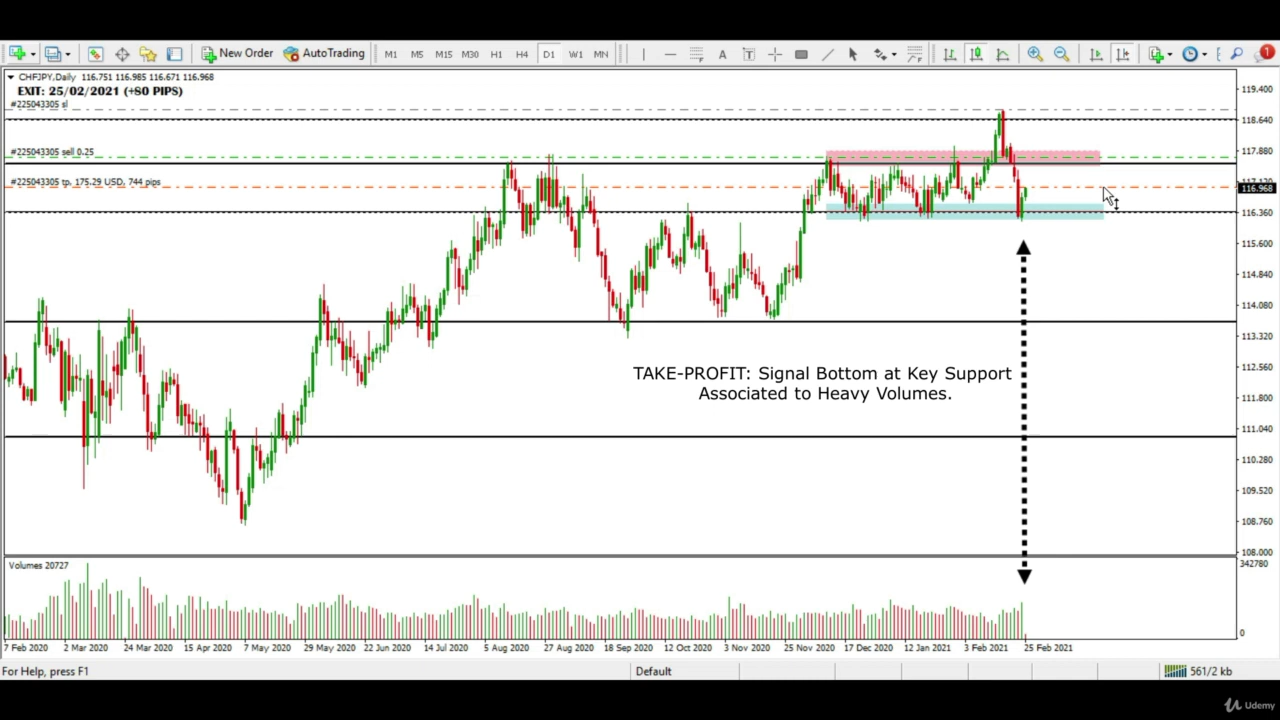 New Order AutoTrading M1 M5 M15 M30 H1 H4 D1 W1 MN A T 1
CHFJPY,Daily 116.751 116.985 116.671 116.968
EXIT: 25/02/2021 (+80 PIPS)
#225043305 sl
#225043305 sell 0.25
#225043305 tp, 175.29 USD, 744 pips
119.400
118.640
117.880
116.968
116.360
115.600
114.840
114.080
113.320
112.560
111.800
111.040
110.280
109.520
108.760
108.000
TAKE-PROFIT: Signal Bottom at Key Support
Associated to Heavy Volumes.
Volumes 20727
342780
0
7 Feb 2020 2 Mar 2020 24 Mar 2020 15 Apr 2020 7 May 2020 29 May 2020 22 Jun 2020 14 Jul 2020 5 Aug 2020 27 Aug 2020 18 Sep 2020 12 Oct 2020 3 Nov 2020 25 Nov 2020 17 Dec 2020 12 Jan 2021 3 Feb 2021 25 Feb 2021
For Help, press F1 Default 561/2 kb
Udemy